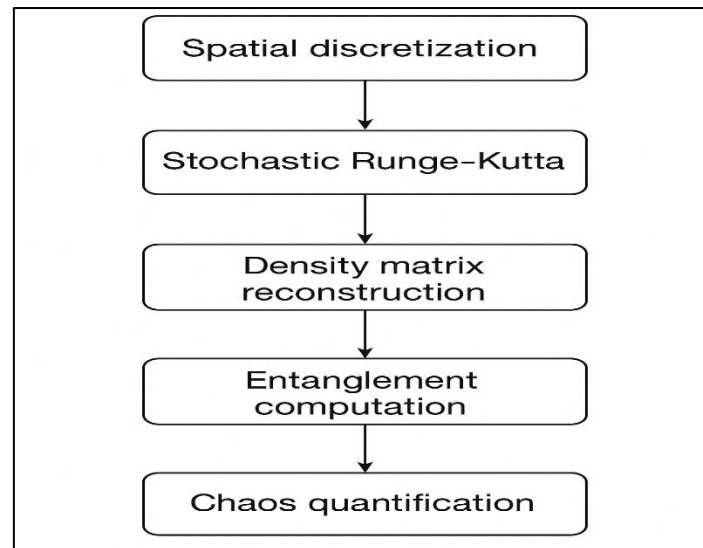 Spatial discretization
Stochastic Runge–Kutta
Density matrix
reconstruction
Entanglement
computation
Chaos quantification